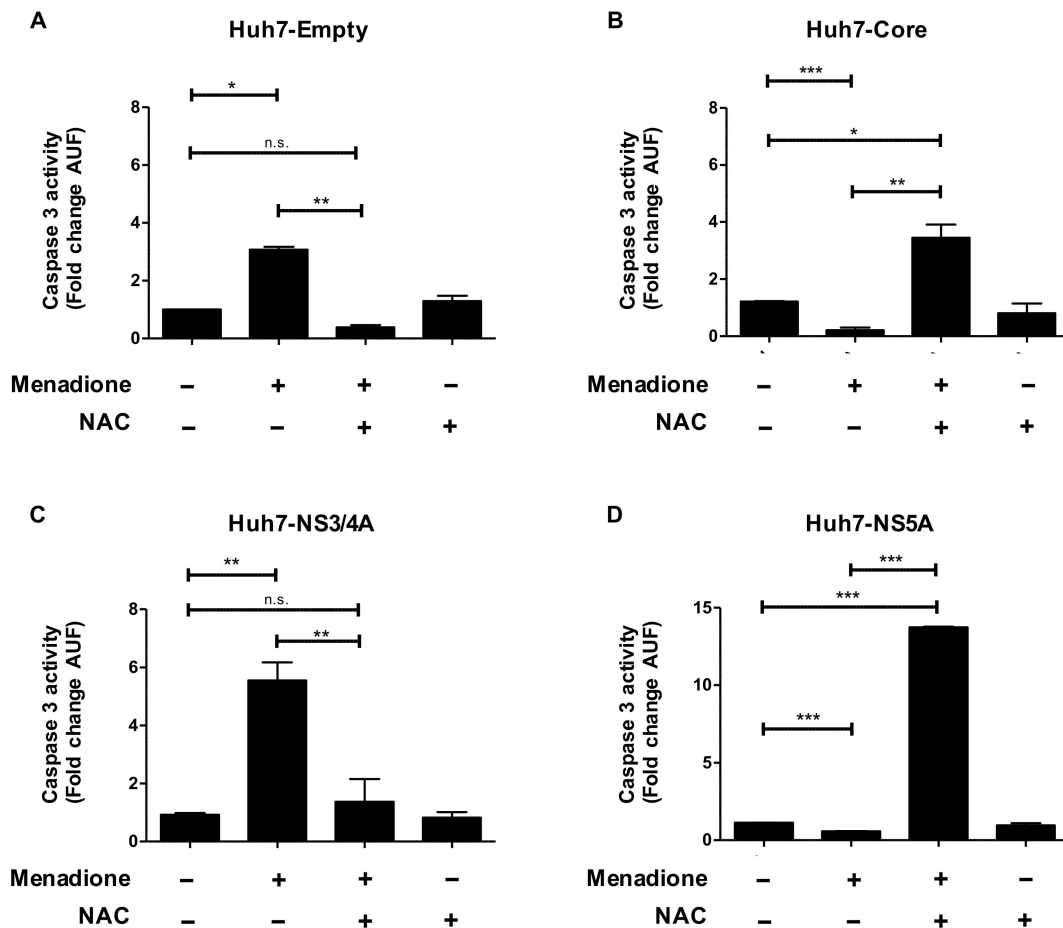 A
Huh7-Empty
Caspase 3 activity
(Fold change AUF)
8
6
4
2
0
*
n.s.
**
Menadione – + + –
NAC – – + +
B
Huh7-Core
Caspase 3 activity
(Fold change AUF)
8
6
4
2
0
***
*
**
Menadione – + + –
NAC – – + +
C
Huh7-NS3/4A
Caspase 3 activity
(Fold change AUF)
8
6
4
2
0
**
n.s.
**
Menadione – + + –
NAC – – + +
D
Huh7-NS5A
Caspase 3 activity
(Fold change AUF)
15
10
5
0
***
***
***
Menadione – + + –
NAC – – + +